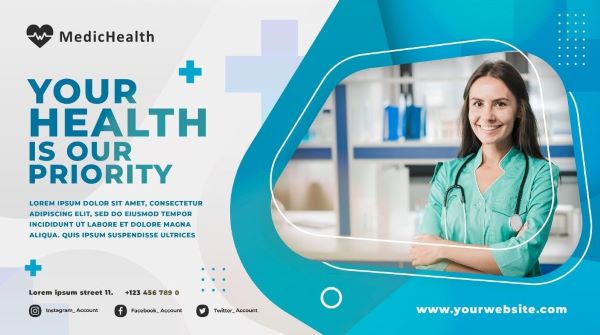 MedicHealth
YOUR
HEALTH
IS OUR
PRIORITY
LOREM IPSUM DOLOR SIT AMET, CONSECTETUR
ADIPISCING ELIT, SED DO EIUSMOD TEMPOR
INCIDIDUNT UT LABORE ET DOLORE MAGNA
ALIQUA. QUIS IPSUM SUSPENDISSE ULTRICES
Lorem ipsum street 11. +123 456 789 0
Instagram_Account Facebook_Account Twitter_Account
www.yourwebsite.com